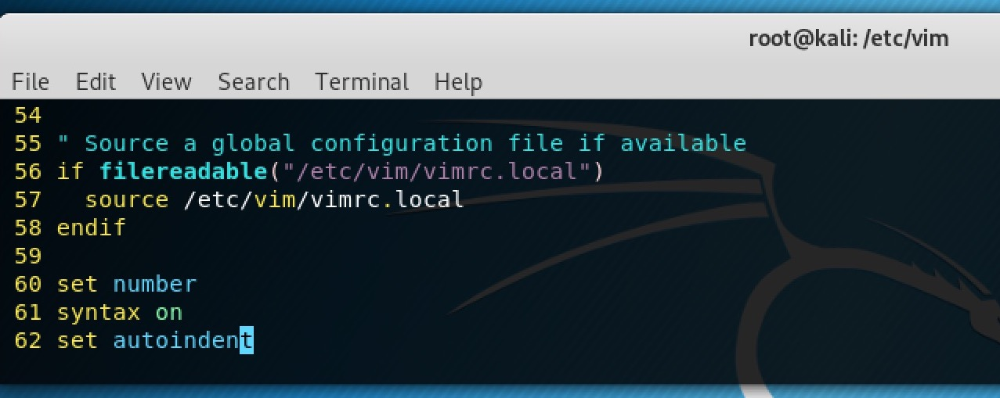 root@kali: /etc/vim
File Edit View Search Terminal Help
54
55 " Source a global configuration file if available
56 if filereadable("/etc/vim/vimrc.local")
57   source /etc/vim/vimrc.local
58 endif
59
60 set number
61 syntax on
62 set autoindent